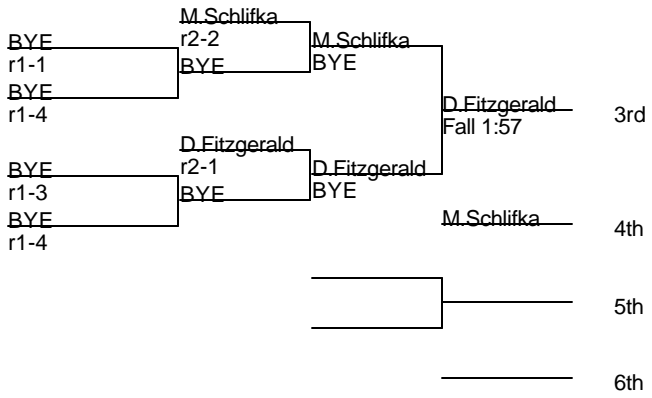 M.Schlifka
BYE
r2-2
M.Schlifka
r1-1
BYE
BYE
BYE
r1-4
D.Fitzgerald
Fall 1:57
3rd
D.Fitzgerald
BYE
r2-1
D.Fitzgerald
r1-3
BYE
BYE
BYE
r1-4
M.Schlifka
4th
5th
6th